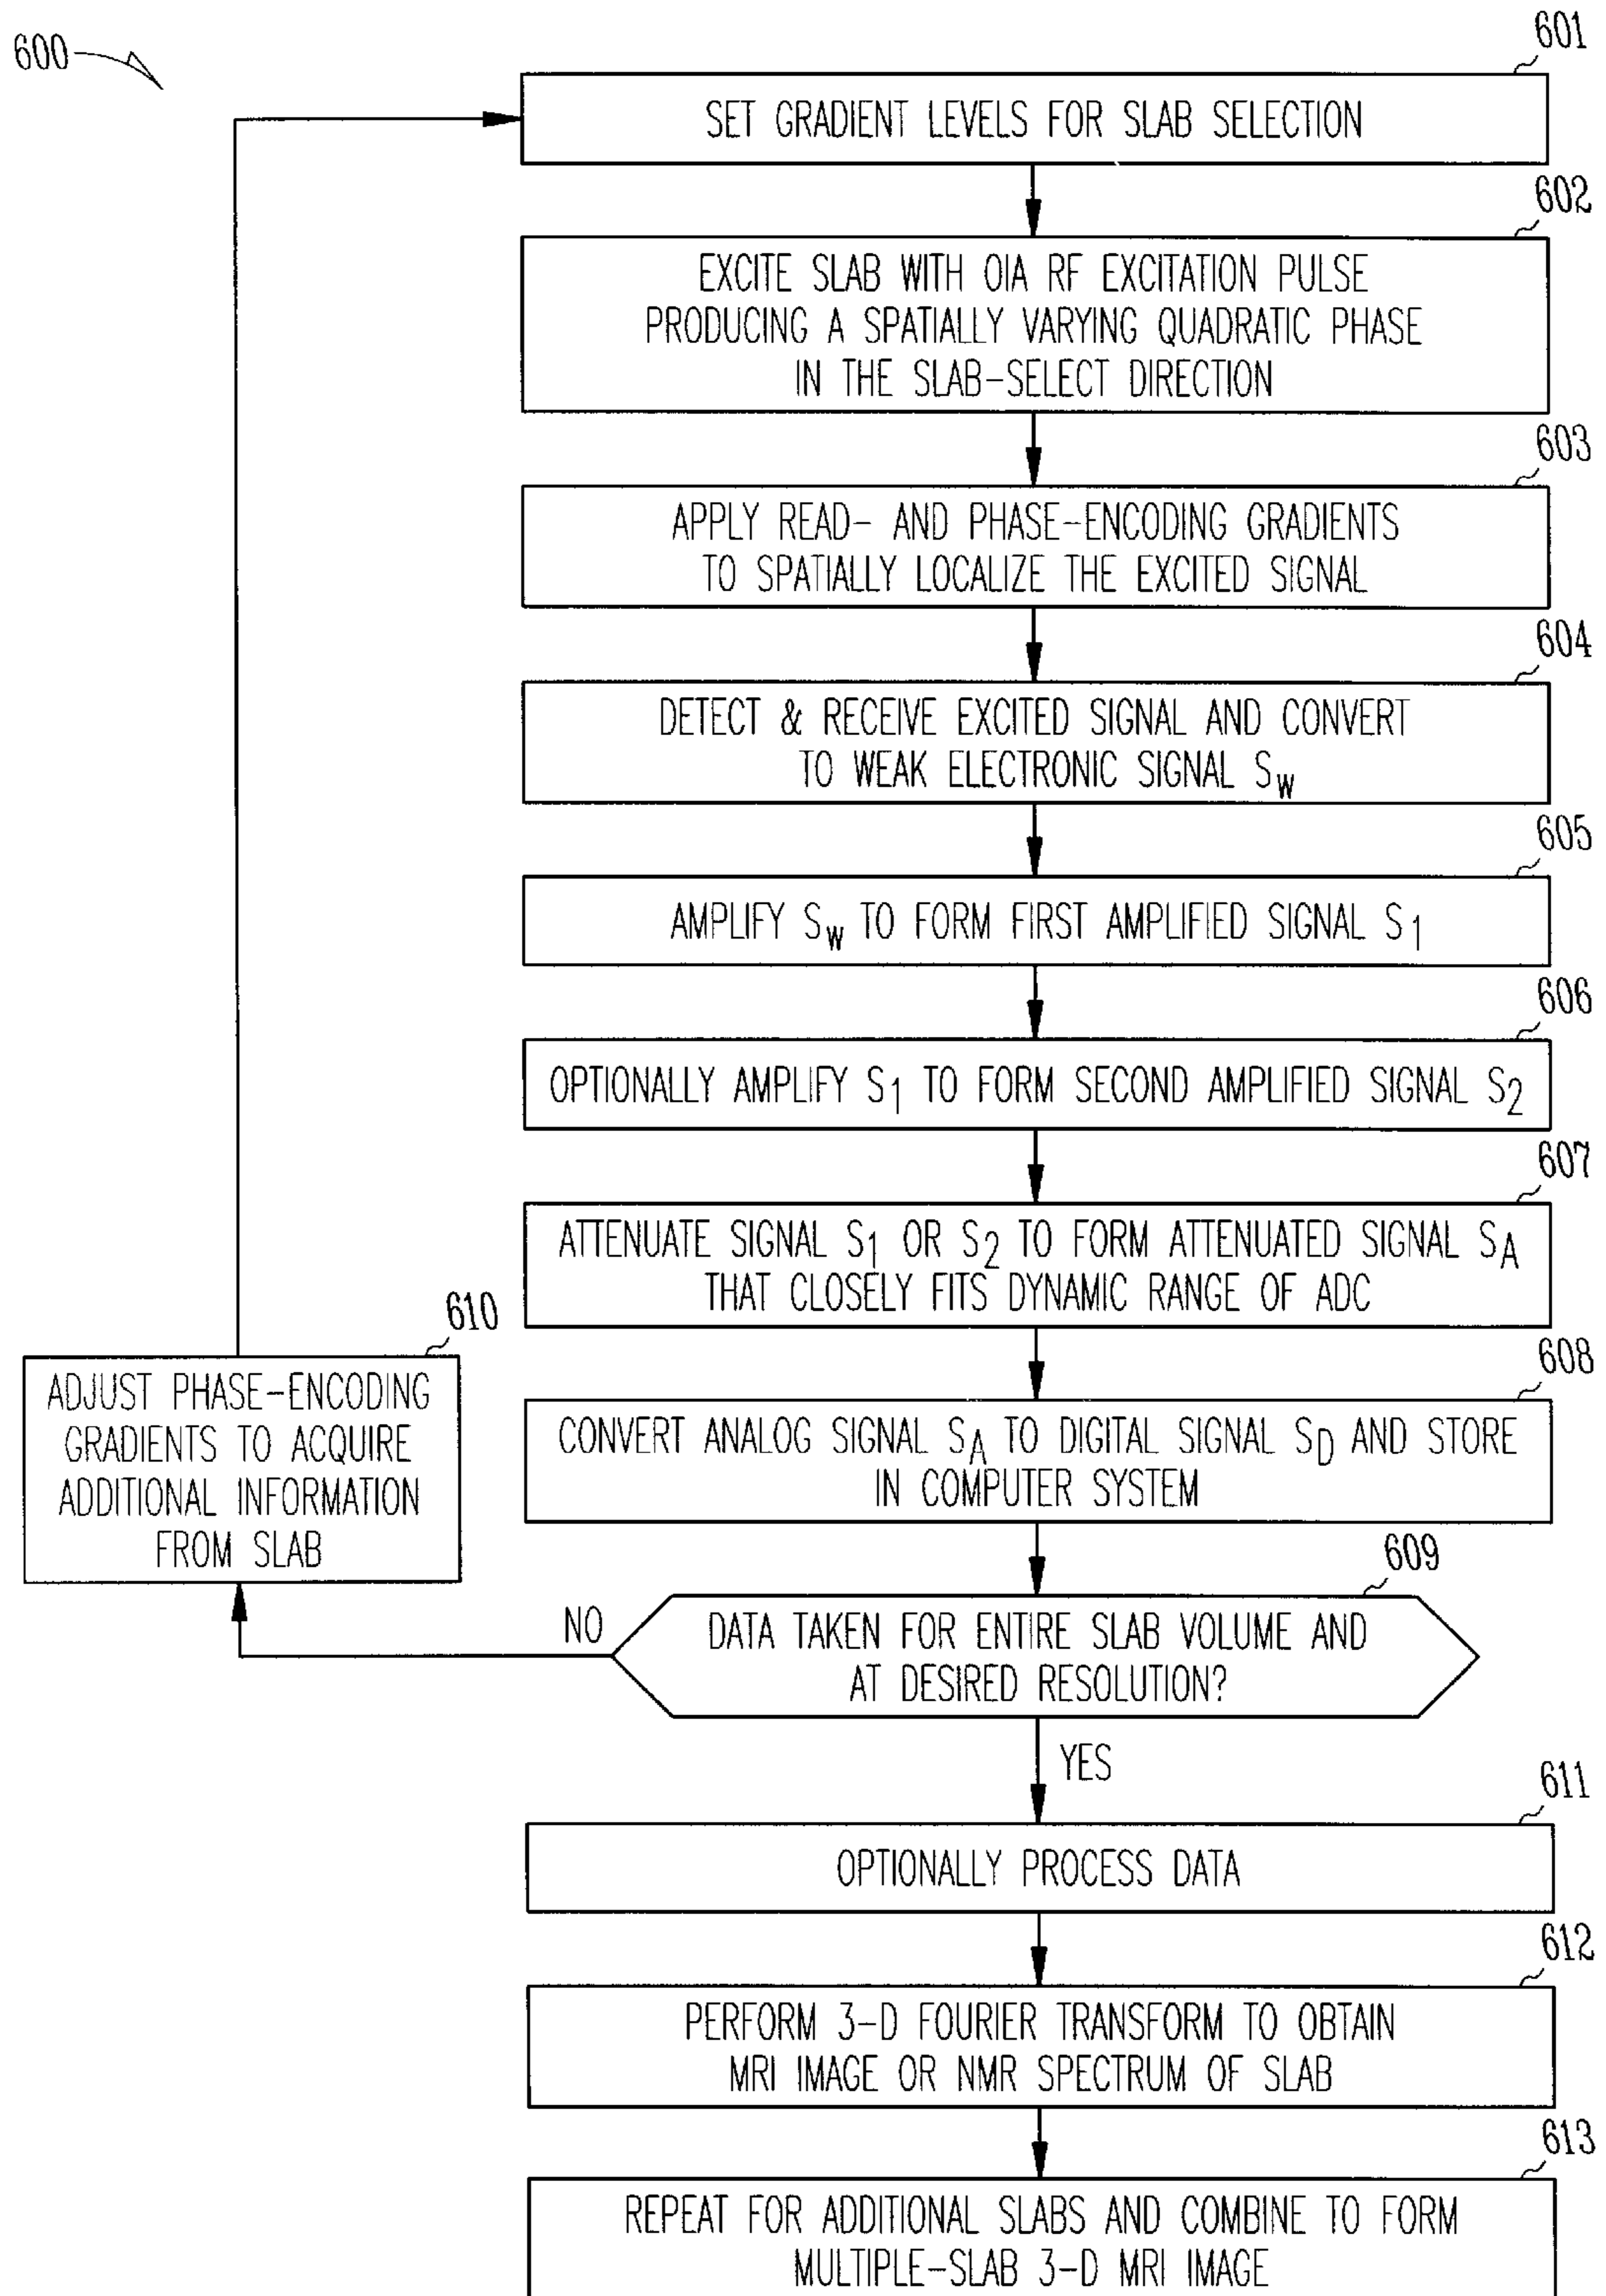 600
601
SET GRADIENT LEVELS FOR SLAB SELECTION
602
EXCITE SLAB WITH OIA RF EXCITATION PULSE
PRODUCING A SPATIALLY VARYING QUADRATIC PHASE
IN THE SLAB-SELECT DIRECTION
603
APPLY READ- AND PHASE-ENCODING GRADIENTS
TO SPATIALLY LOCALIZE THE EXCITED SIGNAL
604
DETECT & RECEIVE EXCITED SIGNAL AND CONVERT
TO WEAK ELECTRONIC SIGNAL SW
605
AMPLIFY SW TO FORM FIRST AMPLIFIED SIGNAL S1
606
OPTIONALLY AMPLIFY S1 TO FORM SECOND AMPLIFIED SIGNAL S2
607
ATTENUATE SIGNAL S1 OR S2 TO FORM ATTENUATED SIGNAL SA
THAT CLOSELY FITS DYNAMIC RANGE OF ADC
608
CONVERT ANALOG SIGNAL SA TO DIGITAL SIGNAL SD AND STORE
IN COMPUTER SYSTEM
609
DATA TAKEN FOR ENTIRE SLAB VOLUME AND
AT DESIRED RESOLUTION?
NO
610
ADJUST PHASE-ENCODING
GRADIENTS TO ACQUIRE
ADDITIONAL INFORMATION
FROM SLAB
YES
611
OPTIONALLY PROCESS DATA
612
PERFORM 3-D FOURIER TRANSFORM TO OBTAIN
MRI IMAGE OR NMR SPECTRUM OF SLAB
613
REPEAT FOR ADDITIONAL SLABS AND COMBINE TO FORM
MULTIPLE-SLAB 3-D MRI IMAGE